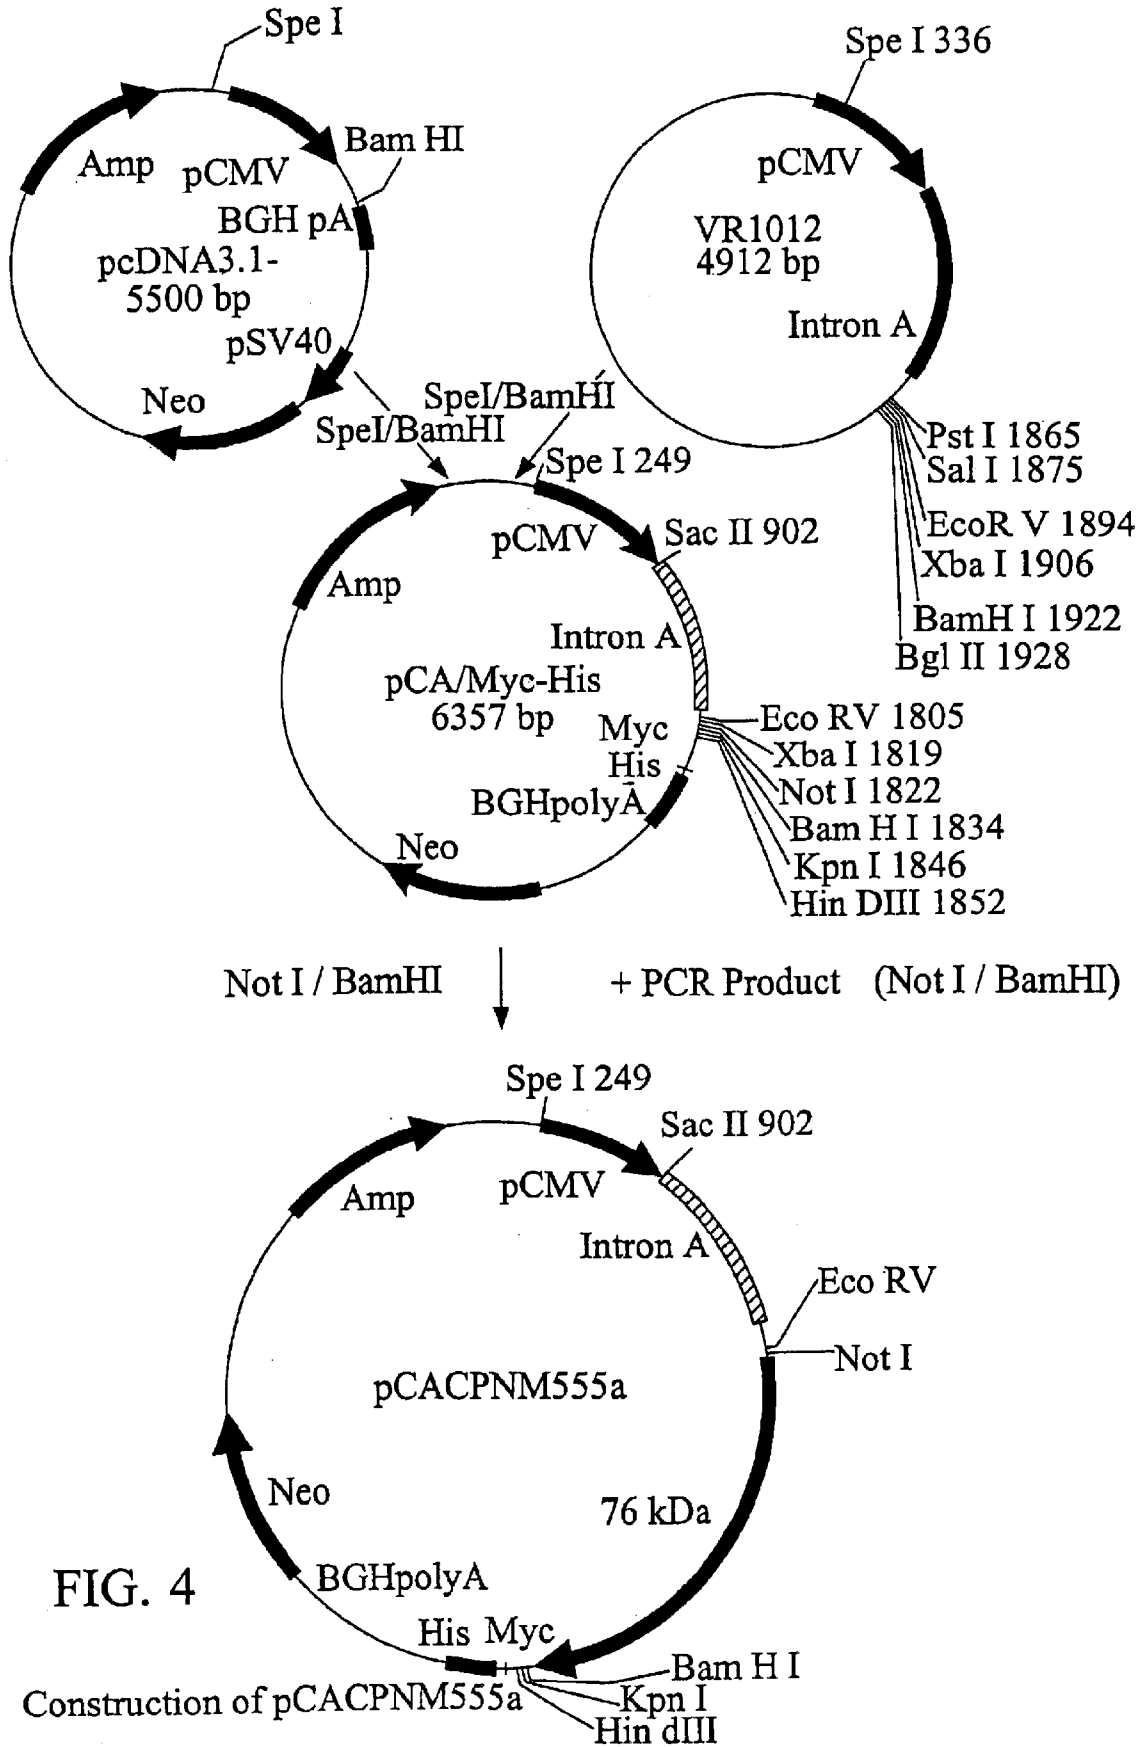 Spe I
Bam HI
Amp
pCMV
BGH pA
pcDNA3.1-
5500 bp
pSV40
Neo
Spe I 336
pCMV
VR1012
4912 bp
Intron A
Pst I 1865
Sal I 1875
EcoR V 1894
Xba I 1906
BamH I 1922
Bgl II 1928
SpeI/BamHI
SpeI/BamHI
Spe I 249
pCMV
Sac II 902
Amp
Intron A
pCA/Myc-His
6357 bp
Myc
His
BGHpolyA
Neo
Eco RV 1805
Xba I 1819
Not I 1822
Bam H I 1834
Kpn I 1846
Hin DIII 1852
Not I / BamHI
+ PCR Product (Not I / BamHI)
Spe I 249
Sac II 902
Amp
pCMV
Intron A
Eco RV
Not I
pCACPNM555a
Neo
76 kDa
BGHpolyA
His Myc
Bam H I
Kpn I
Hin dIII
FIG. 4
Construction of pCACPNM555a